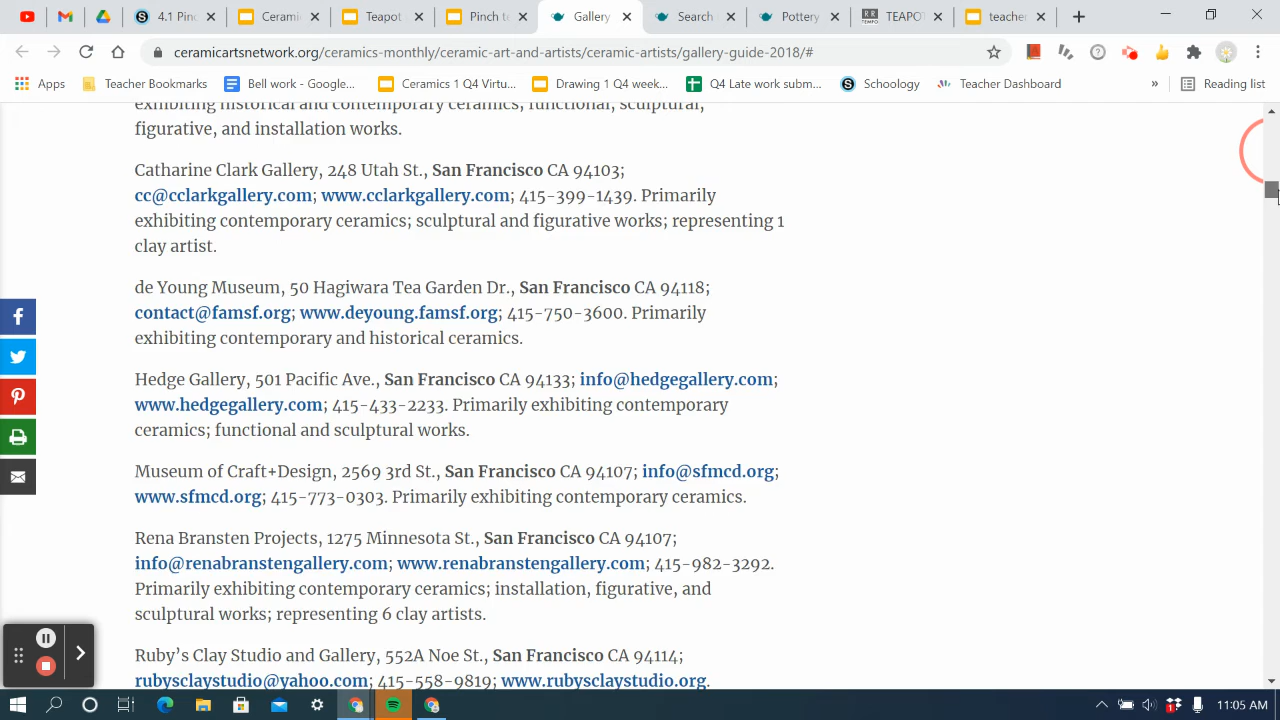 4.1 Pinc
Ceramic
Teapot
Pinch te
Gallery
Search
Pottery
TEAPOT
teacher
ceramicartsnetwork.org/ceramics-monthly/ceramic-art-and-artists/ceramic-artists/gallery-guide-2018/#
Apps
Teacher Bookmarks
Bell work - Google...
Ceramics 1 Q4 Virtu...
Drawing 1 Q4 week...
Q4 Late work subm...
Schoology
Teacher Dashboard
»
Reading list
exhibiting historical and contemporary ceramics; functional, sculptural,
figurative, and installation works.
Catharine Clark Gallery, 248 Utah St., San Francisco CA 94103;
cc@cclarkgallery.com; www.cclarkgallery.com; 415-399-1439. Primarily
exhibiting contemporary ceramics; sculptural and figurative works; representing 1
clay artist.
de Young Museum, 50 Hagiwara Tea Garden Dr., San Francisco CA 94118;
contact@famsf.org; www.deyoung.famsf.org; 415-750-3600. Primarily
exhibiting contemporary and historical ceramics.
Hedge Gallery, 501 Pacific Ave., San Francisco CA 94133; info@hedgegallery.com;
www.hedgegallery.com; 415-433-2233. Primarily exhibiting contemporary
ceramics; functional and sculptural works.
Museum of Craft+Design, 2569 3rd St., San Francisco CA 94107; info@sfmcd.org;
www.sfmcd.org; 415-773-0303. Primarily exhibiting contemporary ceramics.
Rena Bransten Projects, 1275 Minnesota St., San Francisco CA 94107;
info@renabranstengallery.com; www.renabranstengallery.com; 415-982-3292.
Primarily exhibiting contemporary ceramics; installation, figurative, and
sculptural works; representing 6 clay artists.
Ruby's Clay Studio and Gallery, 552A Noe St., San Francisco CA 94114;
rubysclaystudio@yahoo.com; 415-558-9819; www.rubysclaystudio.org.
11:05 AM